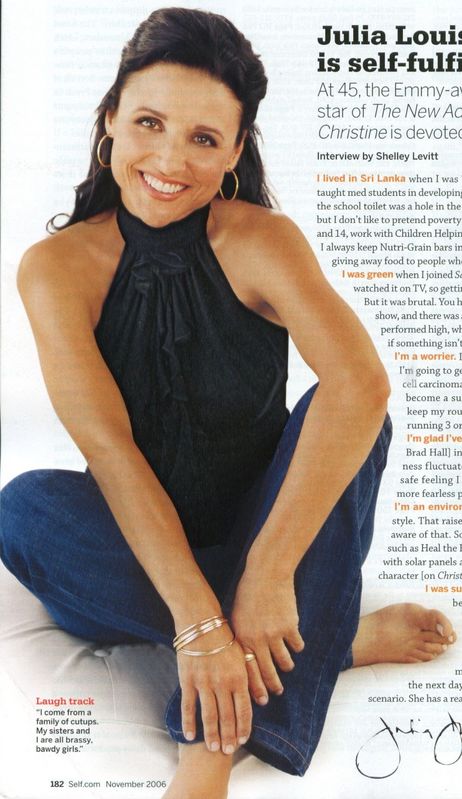 Julia Louis
is self-fulfi
At 45, the Emmy-aw
star of The New Ad
Christine is devoted
Interview by Shelley Levitt
I lived in Sri Lanka when I was
taught med students in developing
the school toilet was a hole in the
but I don't like to pretend poverty
and 14, work with Children Helpin
I always keep Nutri-Grain bars in
giving away food to people who
I was green when I joined Sa
watched it on TV, so gettin
But it was brutal. You h
show, and there was
performed high, wh
if something isn't
I'm a worrier. I
I'm going to ge
cell carcinoma
become a su
keep my rou
running 3 or
I'm glad I've
Brad Hall] in
ness fluctuat
safe feeling I
more fearless p
I'm an environ
style. That raise
aware of that. So
such as Heal the B
with solar panels a
character [on Christ
I was su
be
m
the next day
scenario. She has a rea
Laugh track
"I come from a
family of cutups.
My sisters and
I are all brassy,
bawdy girls."
182 Self.com November 2006